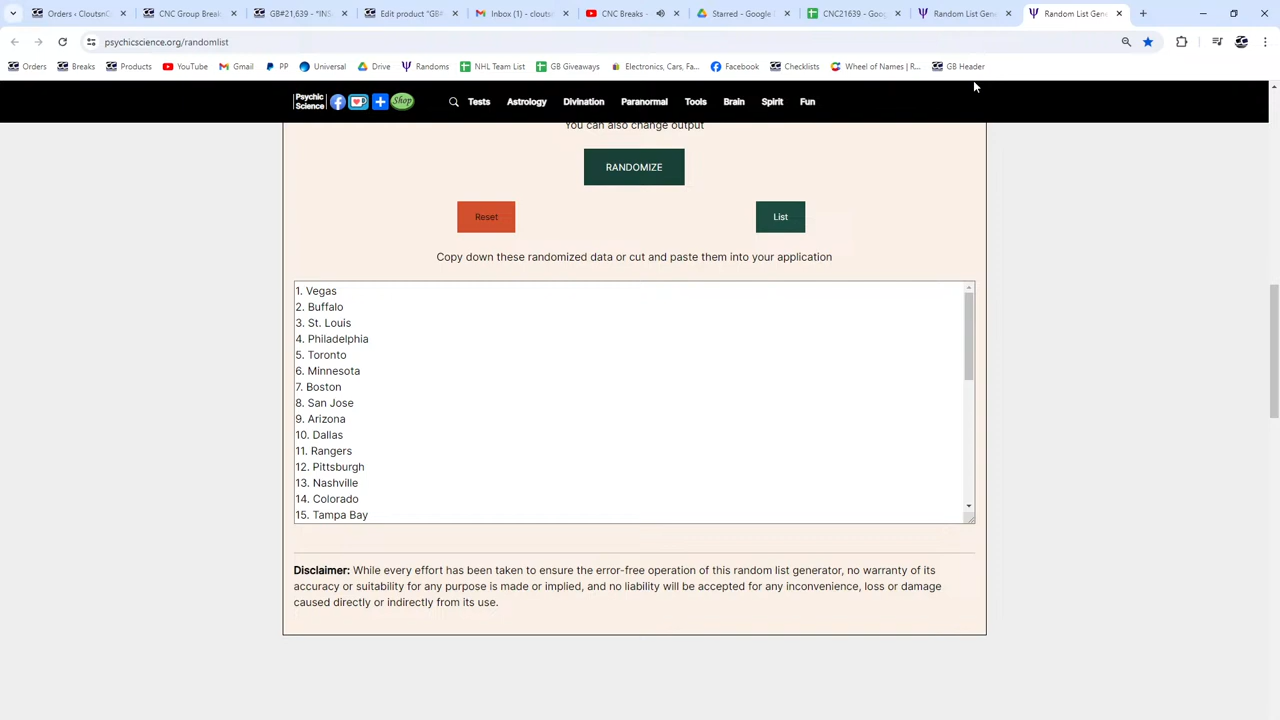 Orders ‹ CloutsnC
CNC Group Break
GB#21,639 - "INS
Edit product "GB#
Inbox (1) - clouts
CNC Breaks -
Starred - Google D
CNC21639 - Goog
Random List Gene
Random List Gene
psychicscience.org/randomlist
Orders
Breaks
Products
YouTube
Gmail
PP
Universal
Drive
Randoms
NHL Team List
GB Giveaways
Electronics, Cars, Fa...
Facebook
Checklists
Wheel of Names | R...
GB Header
Psychic
Science
Shop
Tests
Astrology
Divination
Paranormal
Tools
Brain
Spirit
Fun
You can also change output
RANDOMIZE
Reset
List
Copy down these randomized data or cut and paste them into your application
1. Vegas
2. Buffalo
3. St. Louis
4. Philadelphia
5. Toronto
6. Minnesota
7. Boston
8. San Jose
9. Arizona
10. Dallas
11. Rangers
12. Pittsburgh
13. Nashville
14. Colorado
15. Tampa Bay
Disclaimer: While every effort has been taken to ensure the error-free operation of this random list generator, no warranty of its
accuracy or suitability for any purpose is made or implied, and no liability will be accepted for any inconvenience, loss or damage
caused directly or indirectly from its use.